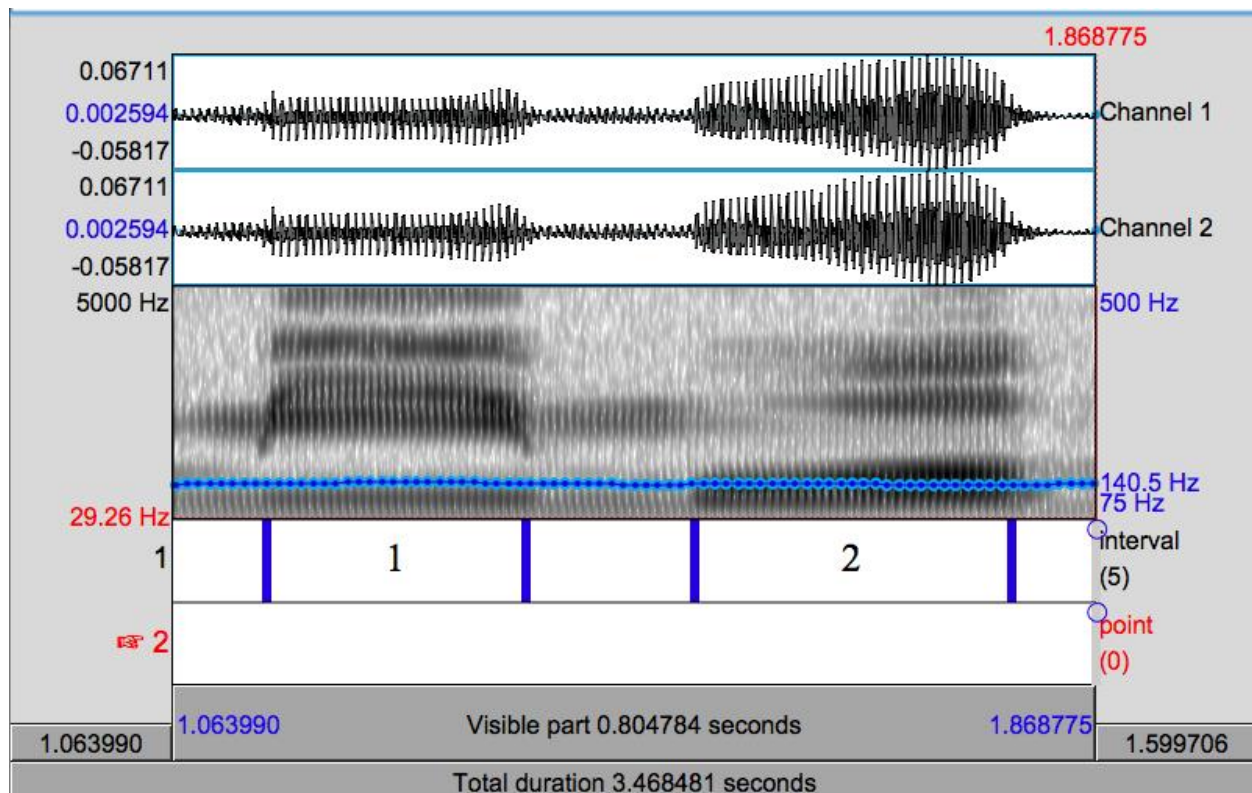 1.868775
0.06711
0.002594
-0.05817
Channel 1
0.06711
0.002594
-0.05817
Channel 2
5000 Hz
500 Hz
140.5 Hz
29.26 Hz
75 Hz
1
1
2
interval
(5)
☞ 2
point
(0)
1.063990
Visible part 0.804784 seconds
1.868775
1.063990
1.599706
Total duration 3.468481 seconds